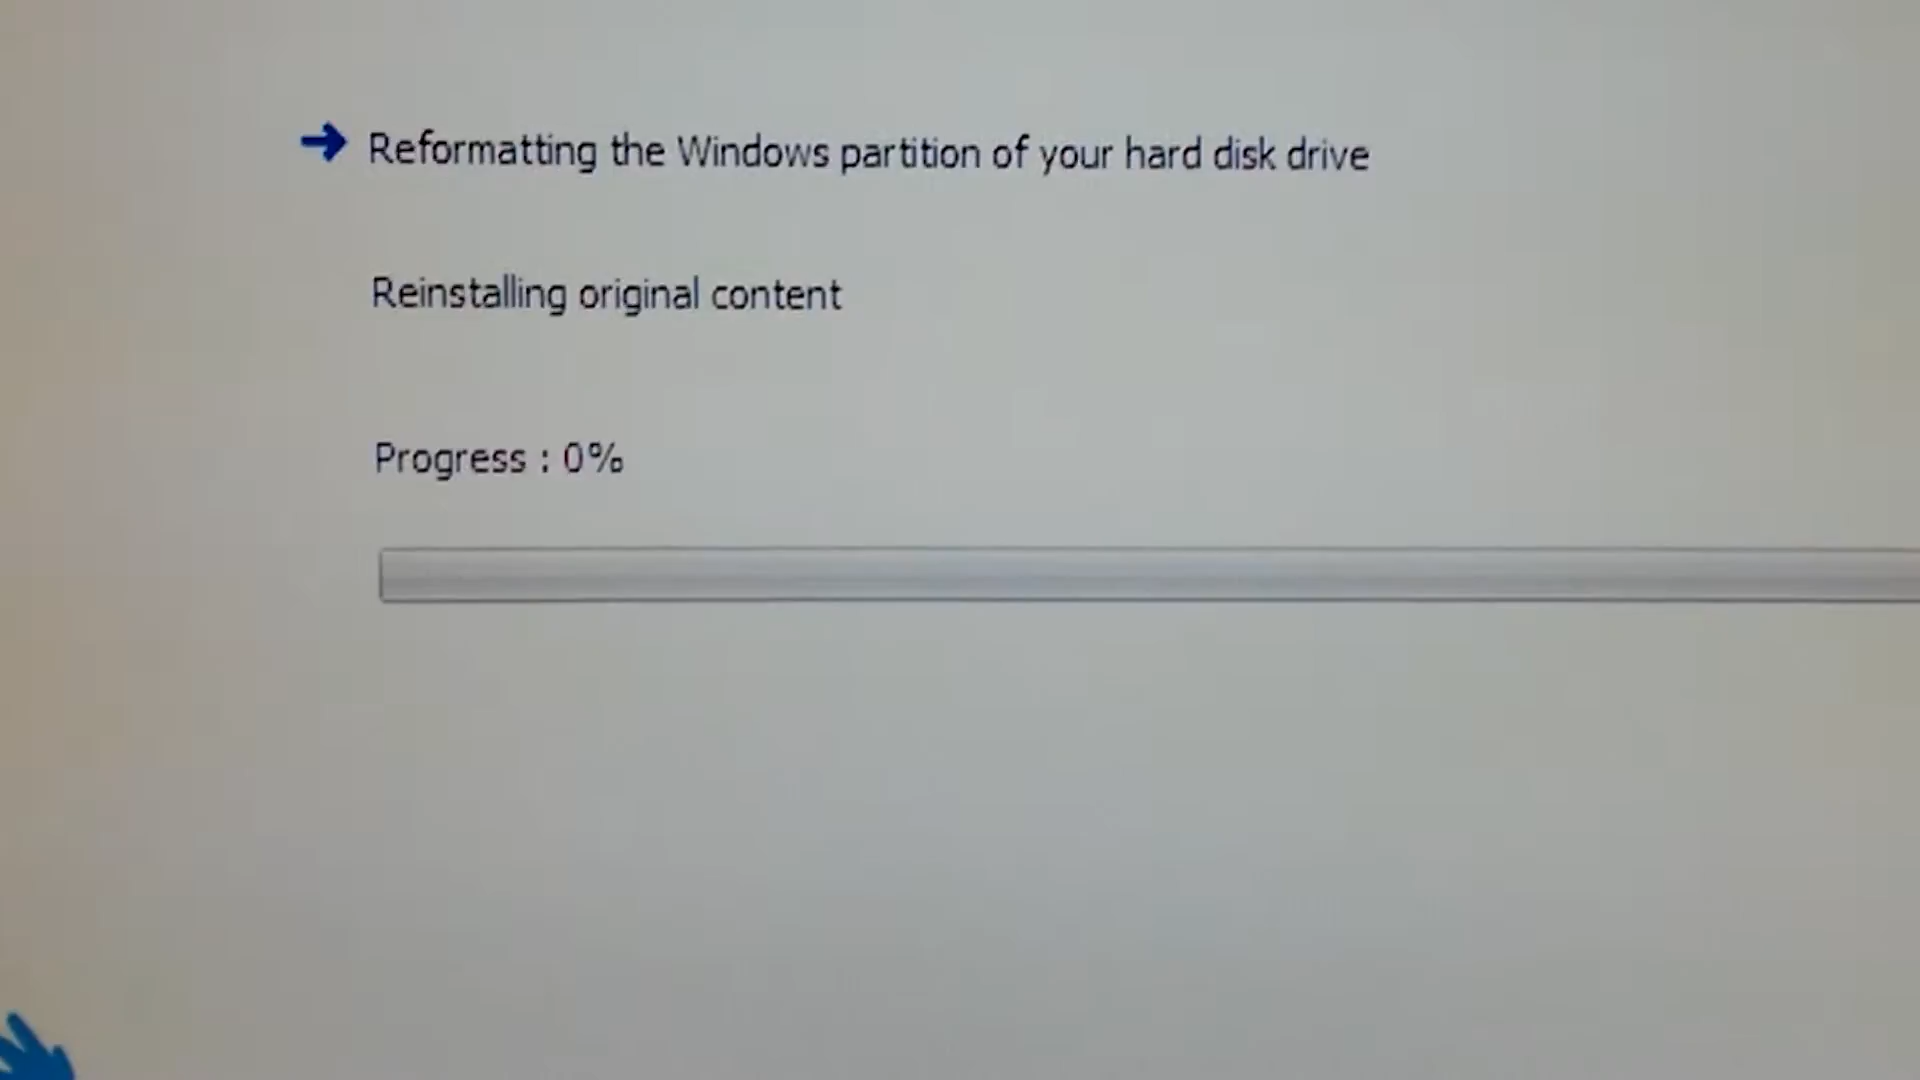 Reformatting the Windows partition of your hard disk drive
Reinstalling original content
Progress : 0%